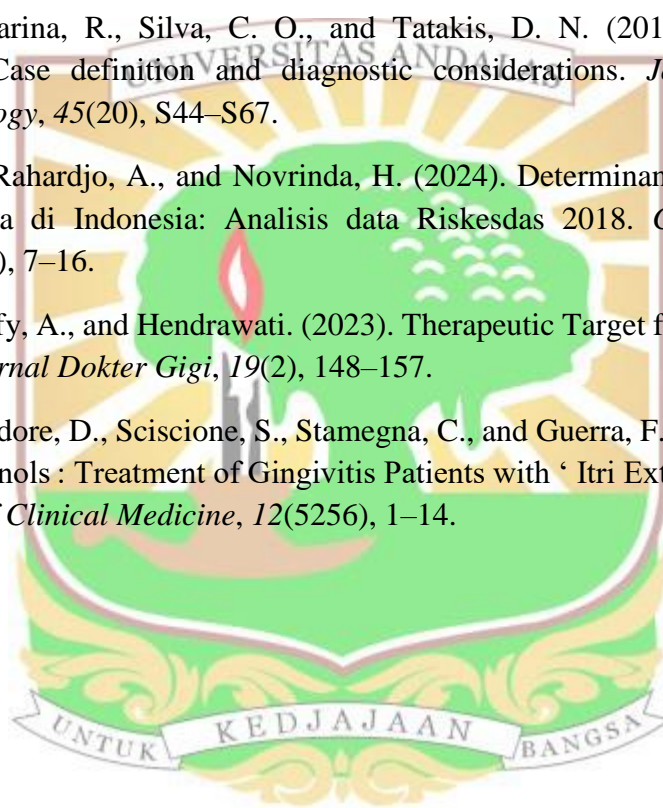 arina, R., Silva, C. O., and Tatakis, D. N. (201
UNIVERSITAS ANDALAS
Case definition and diagnostic considerations. Je
ogy, 45(20), S44–S67.
Rahardjo, A., and Novrinda, H. (2024). Determinan
a di Indonesia: Analisis data Riskesdas 2018. C
), 7–16.
fy, A., and Hendrawati. (2023). Therapeutic Target f
rnal Dokter Gigi, 19(2), 148–157.
dore, D., Sciscione, S., Stamegna, C., and Guerra, F.
nols : Treatment of Gingivitis Patients with ‘ Itri Ext
f Clinical Medicine, 12(5256), 1–14.
UNTUK KEDJAJAAN BANGSA